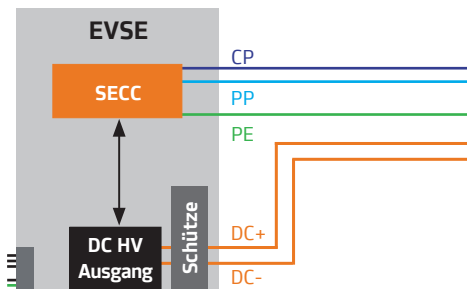 EVSE
CP
SECC
PP
PE
Schütze
DC HV
Ausgang
DC+
DC-